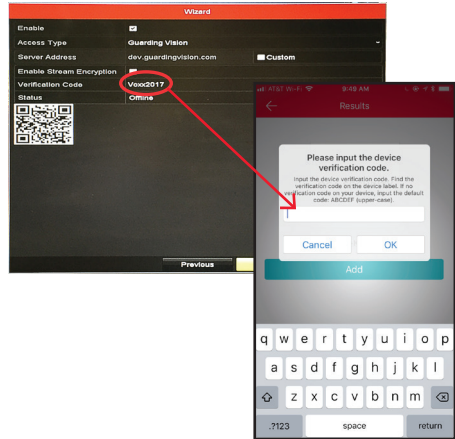 Wizard
Enable
Access Type Guarding Vision
Server Address dev.guardingvision.com Custom
Enable Stream Encryption
Verification Code Voxx2017
Status Offline
Previous
AT&T Wi-Fi 9:48 AM
Results
Please input the device
verification code.
Input the device verification code. Find the
verification code on the device label. If no
verification code on your device, input the default
code: ABCDEF (upper-case).
Cancel OK
Add
q w e r t y u i o p
a s d f g h j k l
z x c v b n m
.?123 space return